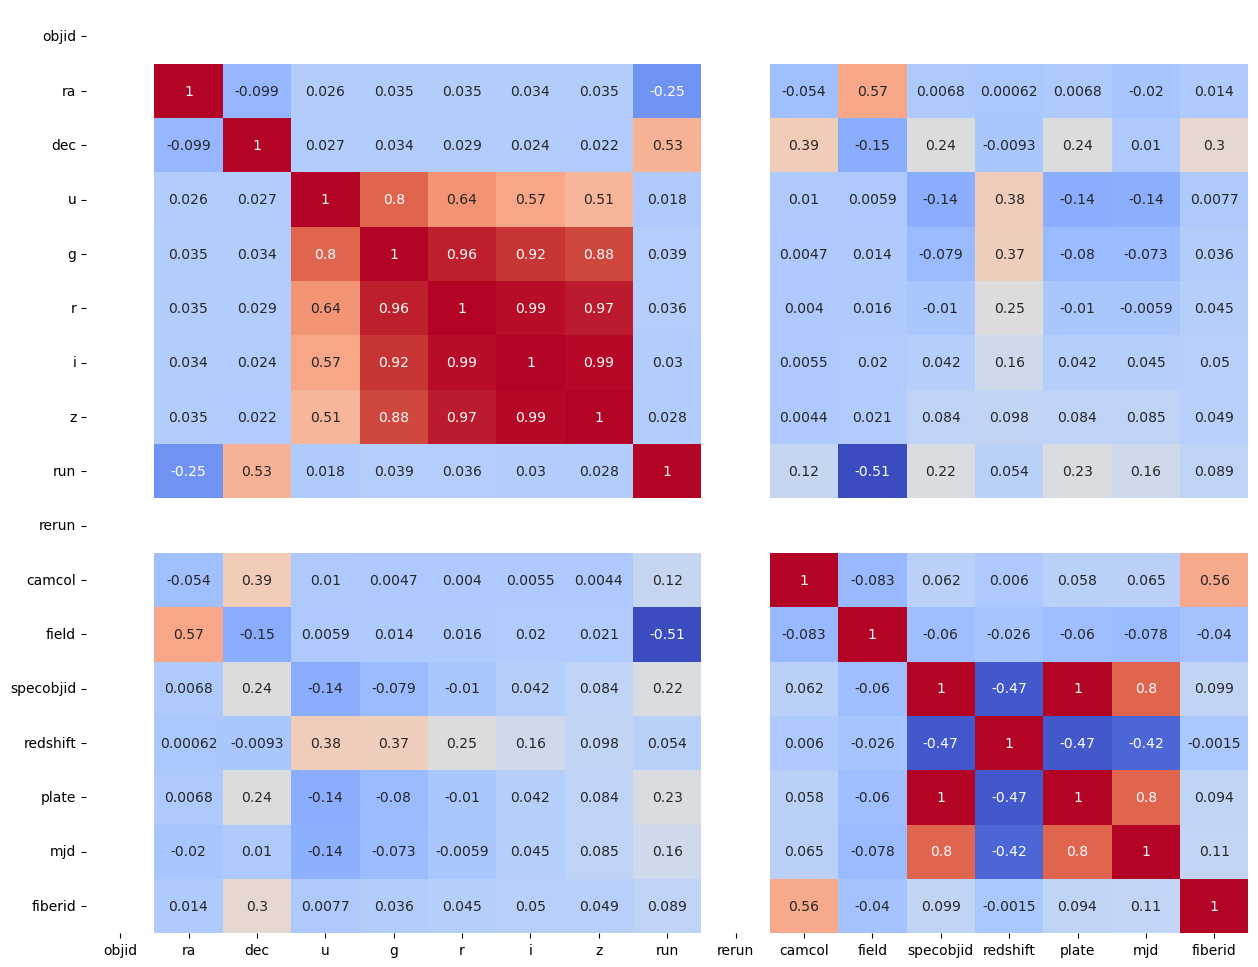 objid
ra 1 -0.099 0.026 0.035 0.035 0.034 0.035 -0.25 -0.054 0.57 0.0068 0.00062 0.0068 -0.02 0.014
dec -0.099 1 0.027 0.034 0.029 0.024 0.022 0.53 0.39 -0.15 0.24 -0.0093 0.24 0.01 0.3
u 0.026 0.027 1 0.8 0.64 0.57 0.51 0.018 0.01 0.0059 -0.14 0.38 -0.14 -0.14 0.0077
g 0.035 0.034 0.8 1 0.96 0.92 0.88 0.039 0.0047 0.014 -0.079 0.37 -0.08 -0.073 0.036
r 0.035 0.029 0.64 0.96 1 0.99 0.97 0.036 0.004 0.016 -0.01 0.25 -0.01 -0.0059 0.045
i 0.034 0.024 0.57 0.92 0.99 1 0.99 0.03 0.0055 0.02 0.042 0.16 0.042 0.045 0.05
z 0.035 0.022 0.51 0.88 0.97 0.99 1 0.028 0.0044 0.021 0.084 0.098 0.084 0.085 0.049
run -0.25 0.53 0.018 0.039 0.036 0.03 0.028 1 0.12 -0.51 0.22 0.054 0.23 0.16 0.089
rerun
camcol -0.054 0.39 0.01 0.0047 0.004 0.0055 0.0044 0.12 1 -0.083 0.062 0.006 0.058 0.065 0.56
field 0.57 -0.15 0.0059 0.014 0.016 0.02 0.021 -0.51 -0.083 1 -0.06 -0.026 -0.06 -0.078 -0.04
specobjid 0.0068 0.24 -0.14 -0.079 -0.01 0.042 0.084 0.22 0.062 -0.06 1 -0.47 1 0.8 0.099
redshift 0.00062 -0.0093 0.38 0.37 0.25 0.16 0.098 0.054 0.006 -0.026 -0.47 1 -0.47 -0.42 -0.0015
plate 0.0068 0.24 -0.14 -0.08 -0.01 0.042 0.084 0.23 0.058 -0.06 1 -0.47 1 0.8 0.094
mjd -0.02 0.01 -0.14 -0.073 -0.0059 0.045 0.085 0.16 0.065 -0.078 0.8 -0.42 0.8 1 0.11
fiberid 0.014 0.3 0.0077 0.036 0.045 0.05 0.049 0.089 0.56 -0.04 0.099 -0.0015 0.094 0.11 1
objid ra dec u g r i z run rerun camcol field specobjid redshift plate mjd fiberid